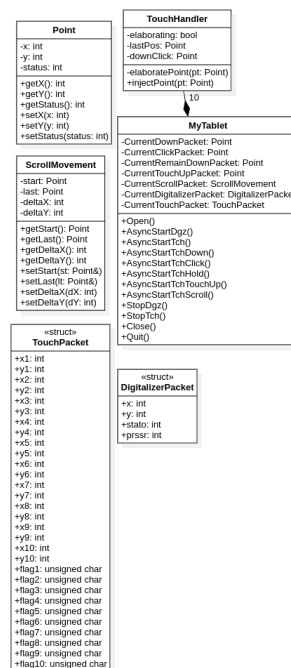 Point
-x: int
-y: int
-status: int
+getX(): int
+getY(): int
+getStatus(): int
+setX(x: int)
+setY(y: int)
+setStatus(status: int)
TouchHandler
-elaborating: bool
-lastPos: Point
-downClick: Point
-elaboratePoint(pt: Point)
+injectPoint(pt: Point)
10
MyTablet
-CurrentDownPacket: Point
-CurrentClickPacket: Point
-CurrentRemainDownPacket: Point
-CurrentTouchUpPacket: Point
-CurrentScrollPacket: ScrollMovement
-CurrentDigitalizerPacket: DigitalizerPacke
-CurrentTouchPacket: TouchPacket
+Open()
+AsyncStartDgz()
+AsyncStartTch()
+AsyncStartTchDown()
+AsyncStartTchClick()
+AsyncStartTchHold()
+AsyncStartTchTouchUp()
+AsyncStartTchScroll()
+StopDgz()
+StopTch()
+Close()
+Quit()
ScrollMovement
-start: Point
-last: Point
-deltaX: int
-deltaY: int
+getStart(): Point
+getLast(): Point
+getDeltaX(): int
+getDeltaY(): int
+setStart(st: Point&)
+setLast(lt: Point&)
+setDeltaX(dX: int)
+setDeltaY(dY: int)
«struct»
TouchPacket
+x1: int
+y1: int
+x2: int
+y2: int
+x3: int
+y3: int
+x4: int
+y4: int
+x5: int
+y5: int
+x6: int
+y6: int
+x7: int
+y7: int
+x8: int
+y8: int
+x9: int
+y9: int
+x10: int
+y10: int
+flag1: unsigned char
+flag2: unsigned char
+flag3: unsigned char
+flag4: unsigned char
+flag5: unsigned char
+flag6: unsigned char
+flag7: unsigned char
+flag8: unsigned char
+flag9: unsigned char
+flag10: unsigned char
«struct»
DigitalizerPacket
+x: int
+y: int
+stato: int
+prssr: int